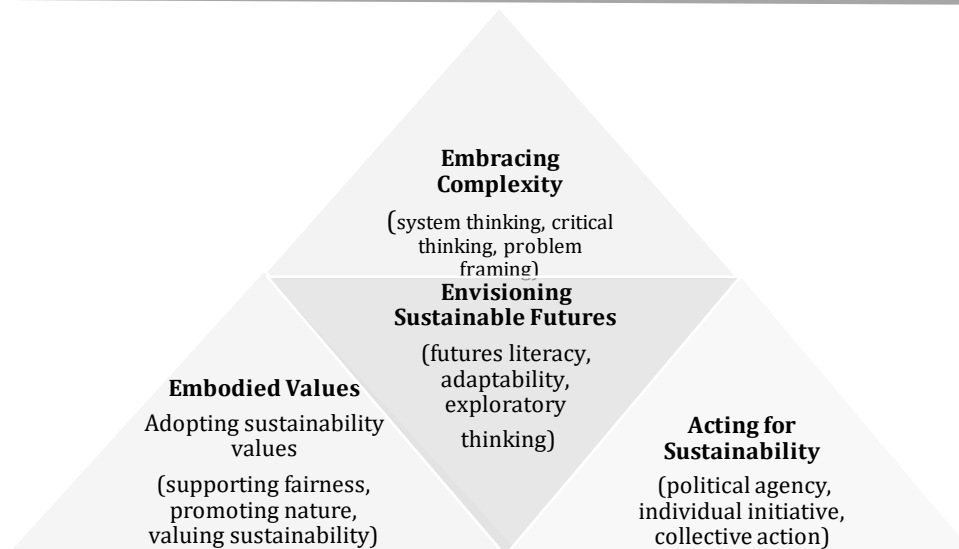 Embracing
Complexity
(system thinking, critical
thinking, problem
framing)
Envisioning
Sustainable Futures
(futures literacy,
adaptability,
exploratory
thinking)
Embodied Values
Adopting sustainability
values
(supporting fairness,
promoting nature,
valuing sustainability)
Acting for
Sustainability
(political agency,
individual initiative,
collective action)